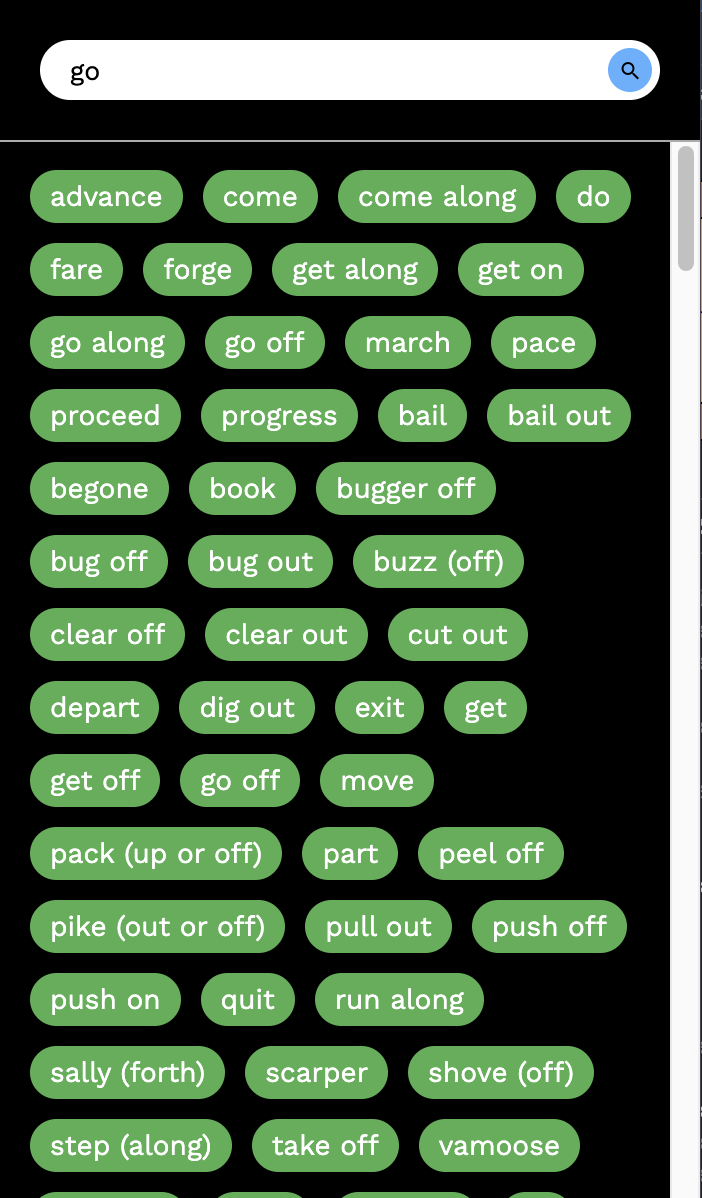 go
advance come come along do
fare forge get along get on
go along go off march pace
proceed progress bail bail out
begone book bugger off
bug off bug out buzz (off)
clear off clear out cut out
depart dig out exit get
get off go off move
pack (up or off) part peel off
pike (out or off) pull out push off
push on quit run along
sally (forth) scarper shove (off)
step (along) take off vamoose